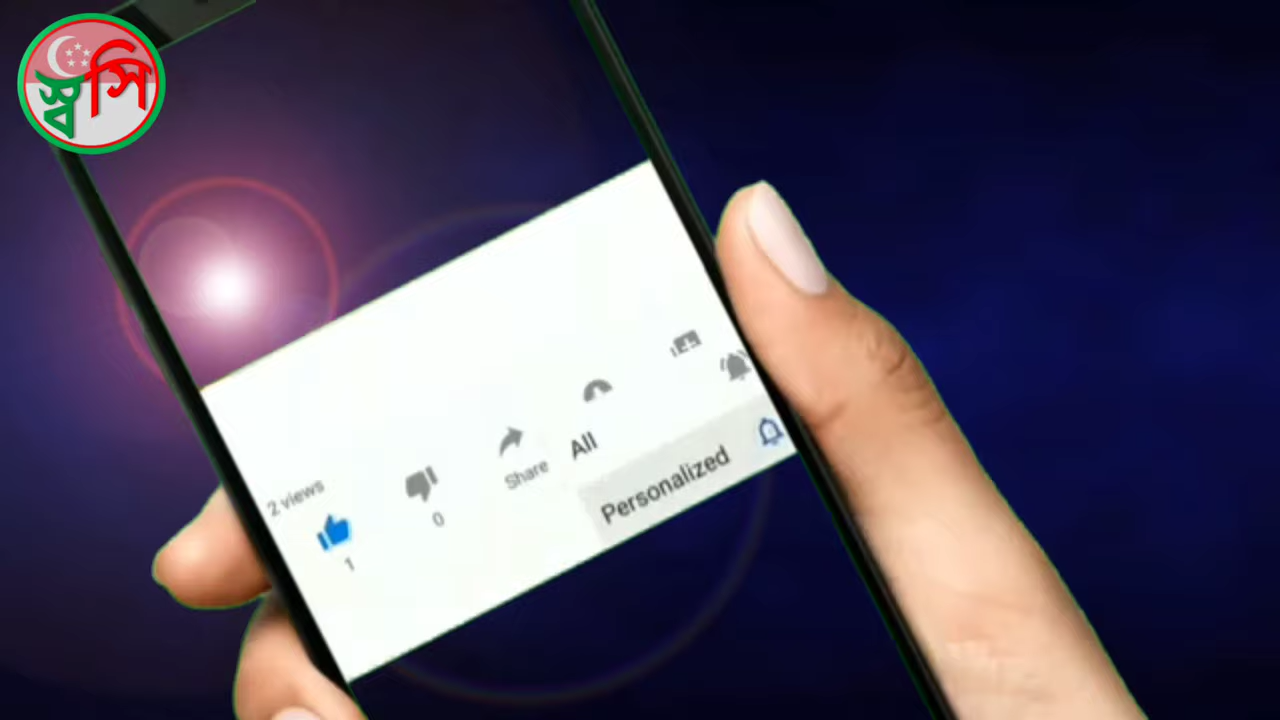 স্বসি
2 views
1
0
Share
All
Personalized